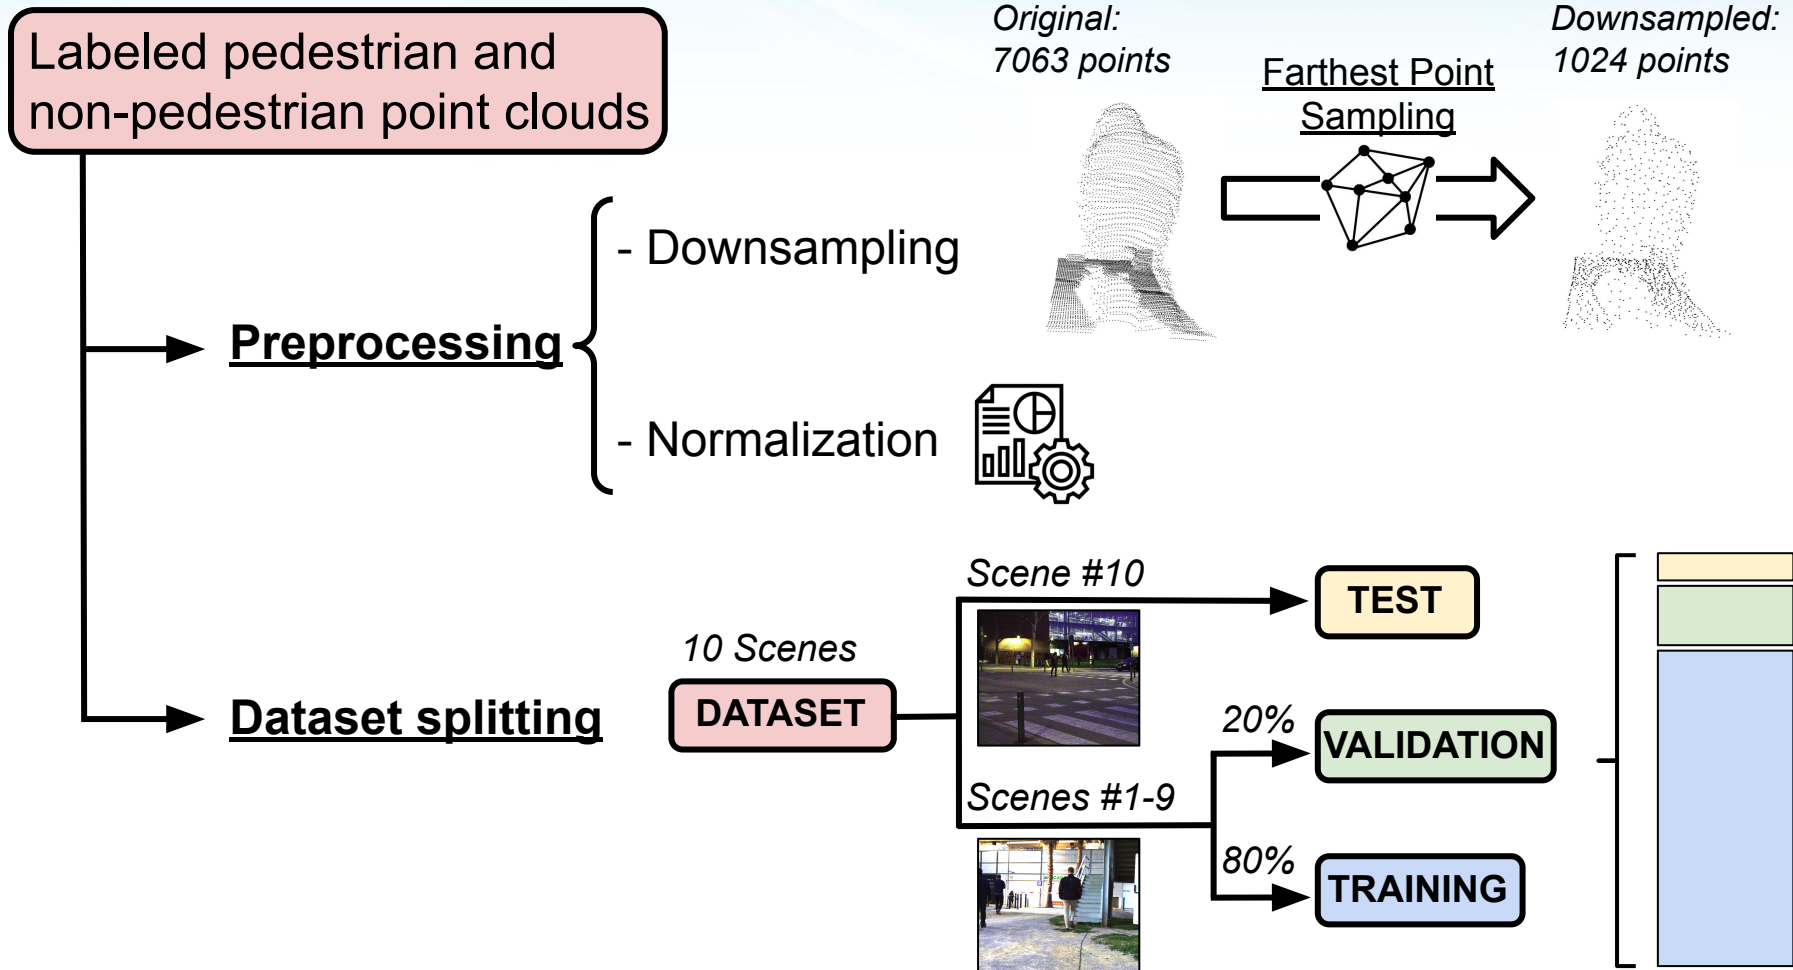 Labeled pedestrian and
non-pedestrian point clouds
Original:
7063 points
Farthest Point
Sampling
Downsampled:
1024 points
Preprocessing
- Downsampling
- Normalization
Dataset splitting
10 Scenes
DATASET
Scene #10
TEST
Scenes #1-9
20%
VALIDATION
80%
TRAINING